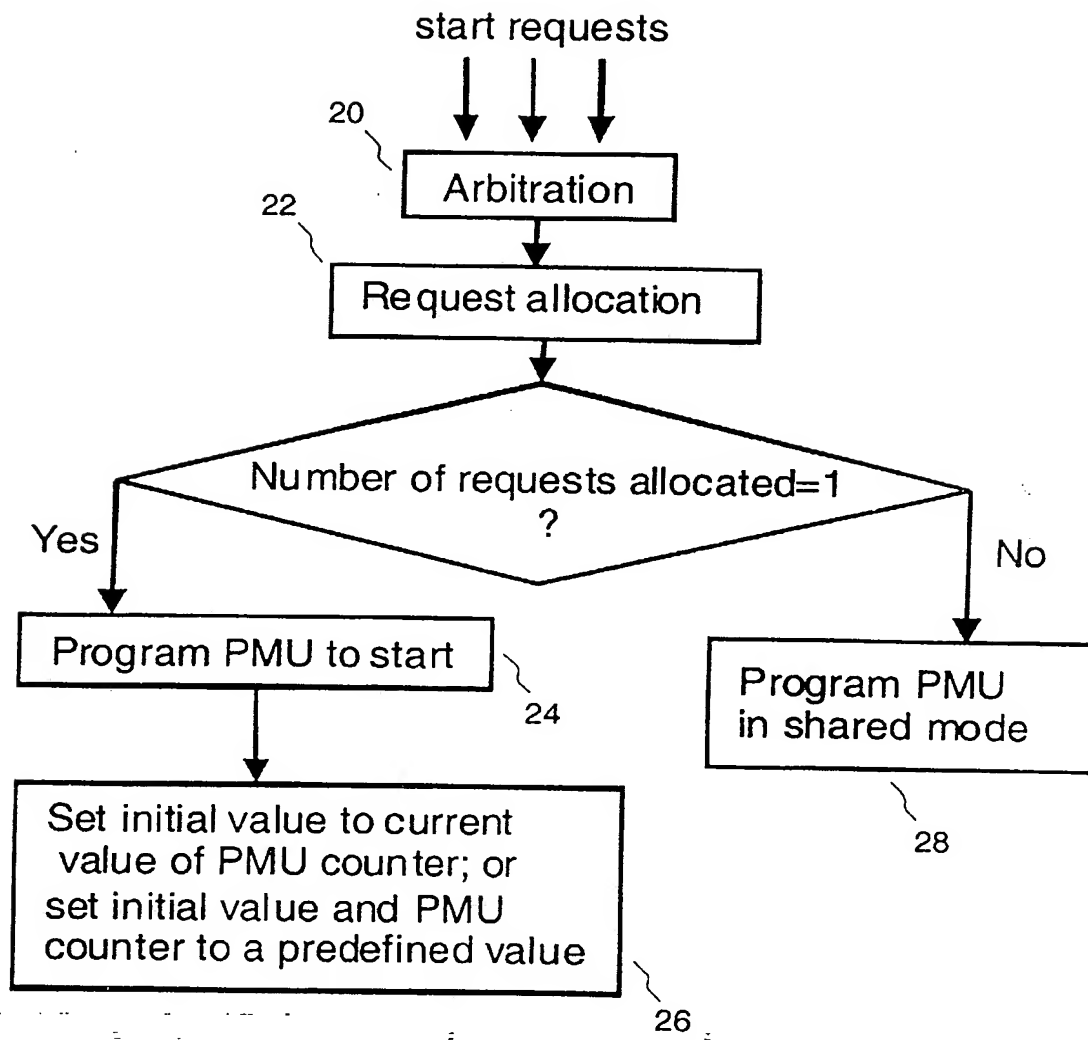 start requests
20
Arbitration
22
Request allocation
Number of requests allocated=1
?
Yes
No
Program PMU to start
24
Program PMU
in shared mode
28
Set initial value to current
value of PMU counter; or
set initial value and PMU
counter to a predefined value
26